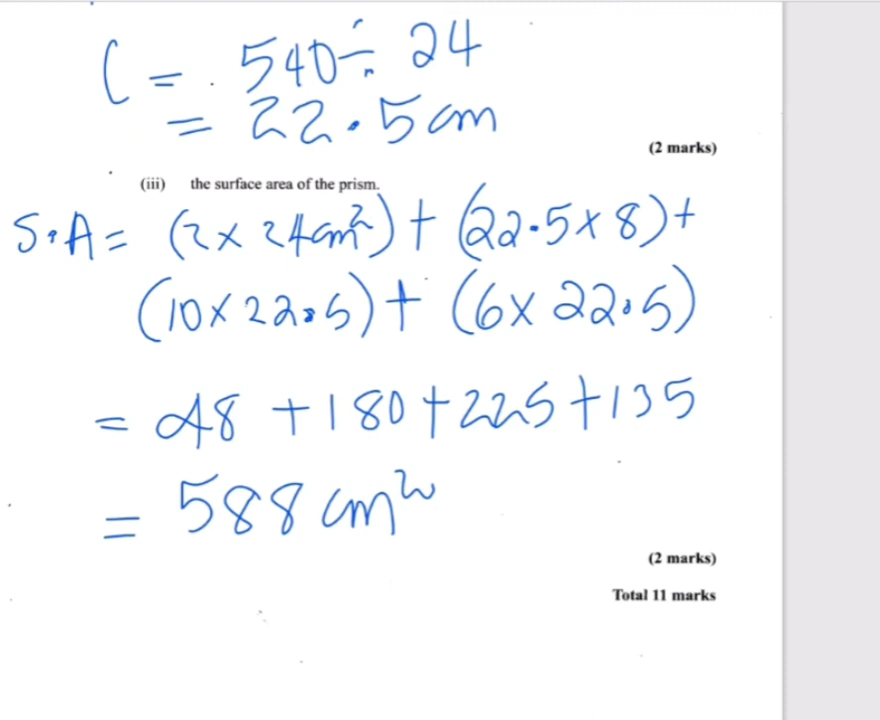 C = 540 ÷ 24
= 22.5 cm
(2 marks)
(iii) the surface area of the prism.
S.A = (2 x 24cm²) + (22.5 x 8) +
(10 x 22.5) + (6 x 22.5)
= 48 + 180 + 225 + 135
= 588 cm²
(2 marks)
Total 11 marks